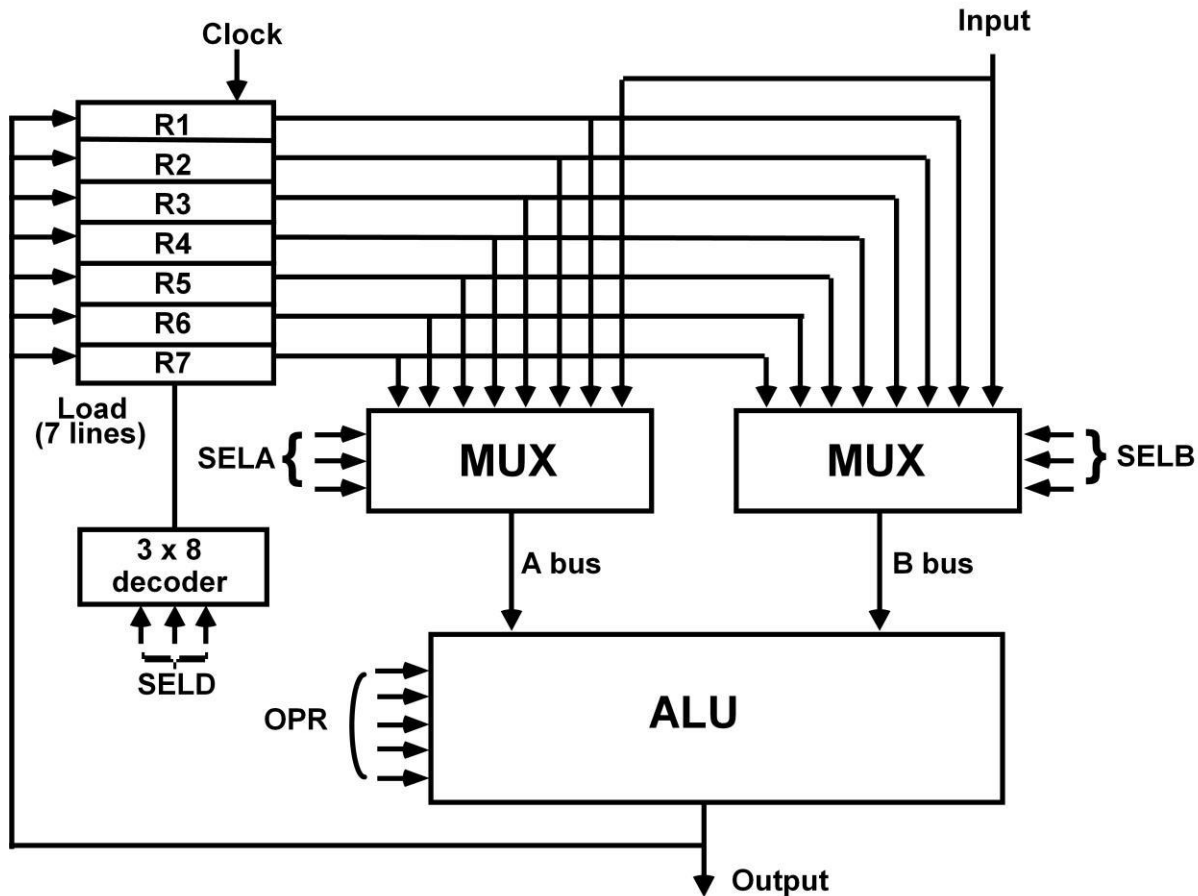 Clock
Input
R1
R2
R3
R4
R5
R6
R7
Load
(7 lines)
SELA {
MUX
MUX
} SELB
3 x 8
decoder
A bus
B bus
SELD
OPR
ALU
Output